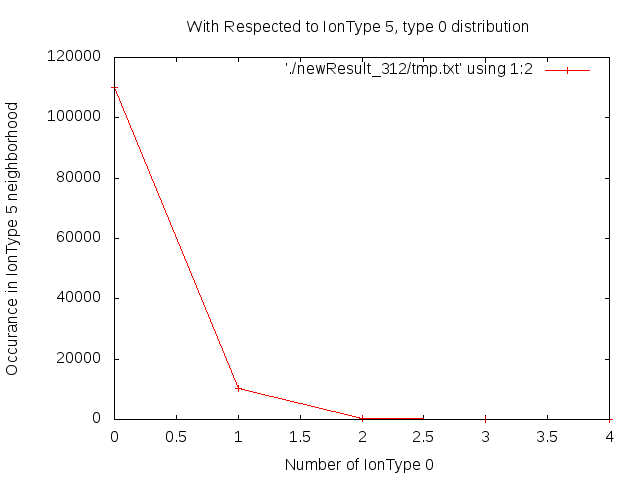 With Respected to IonType 5, type 0 distribution
'./newResult_312/tmp.txt' using 1:2
120000
100000
80000
60000
40000
20000
0
Occurance in IonType 5 neighborhood
0 0.5 1 1.5 2 2.5 3 3.5 4
Number of IonType 0